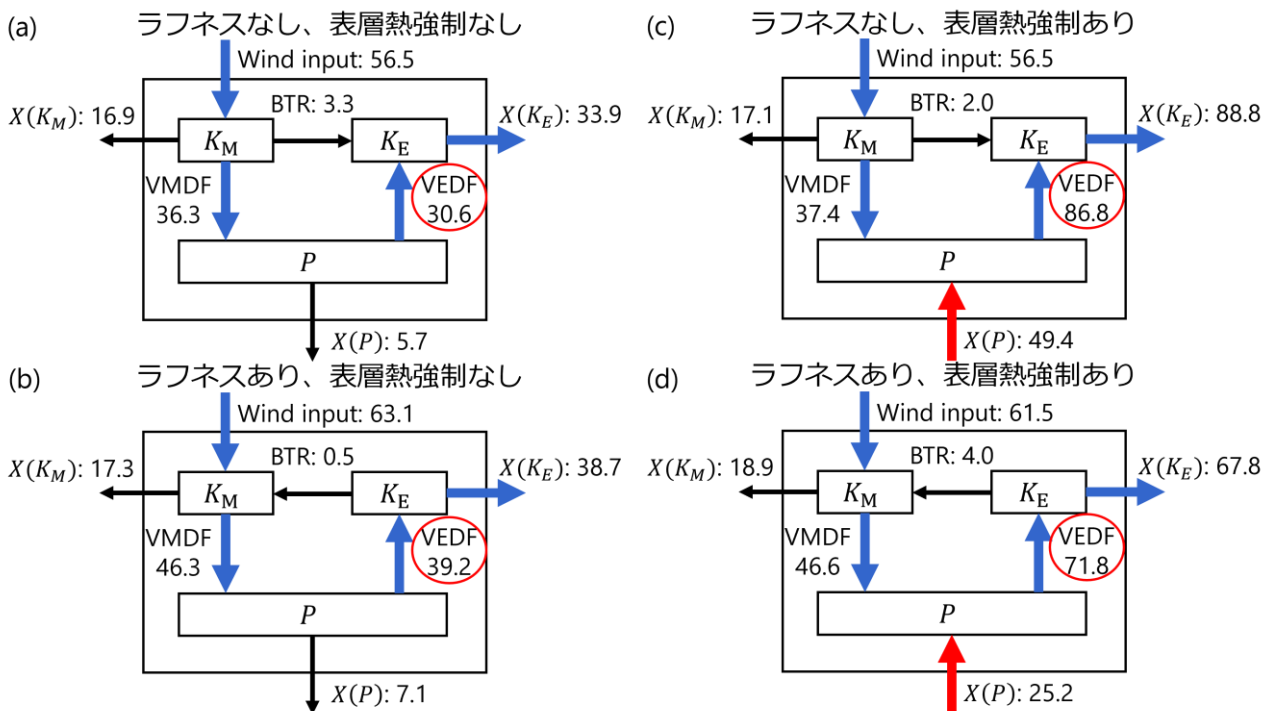 (a) ラフネスなし、表層熱強制なし
Wind input: 56.5
X(K_M): 16.9
BTR: 3.3
X(K_E): 33.9
K_M
K_E
VMDF
36.3
VEDF
30.6
P
X(P): 5.7
(c) ラフネスなし、表層熱強制あり
Wind input: 56.5
X(K_M): 17.1
BTR: 2.0
X(K_E): 88.8
K_M
K_E
VMDF
37.4
VEDF
86.8
P
X(P): 49.4
(b) ラフネスあり、表層熱強制なし
Wind input: 63.1
X(K_M): 17.3
BTR: 0.5
X(K_E): 38.7
K_M
K_E
VMDF
46.3
VEDF
39.2
P
X(P): 7.1
(d) ラフネスあり、表層熱強制あり
Wind input: 61.5
X(K_M): 18.9
BTR: 4.0
X(K_E): 67.8
K_M
K_E
VMDF
46.6
VEDF
71.8
P
X(P): 25.2